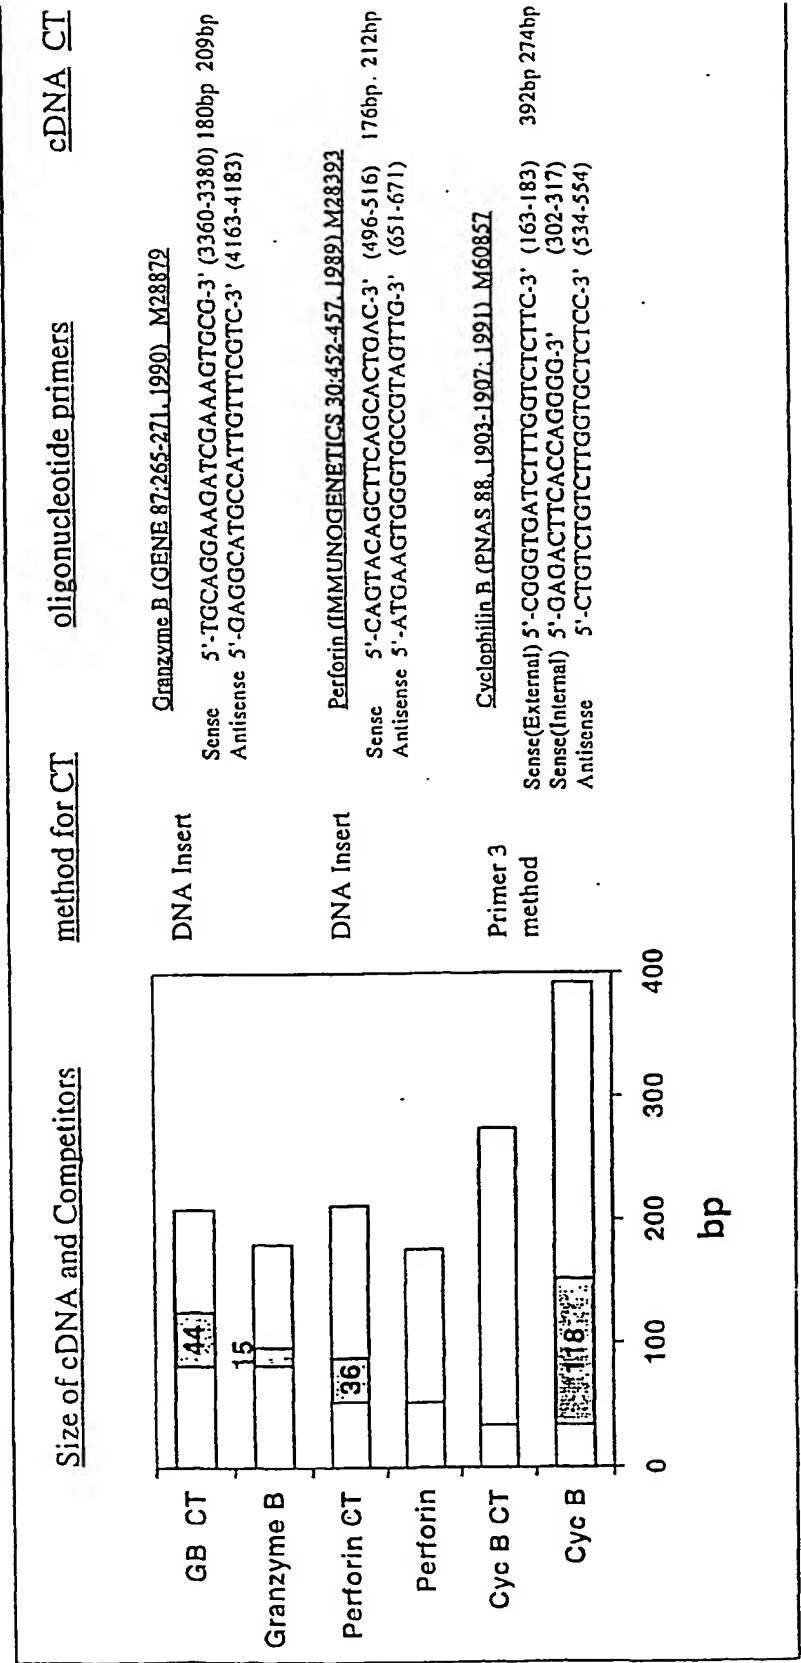 Size of cDNA and Competitors
method for CT
oligonucleotide primers
cDNA CT
GB CT
Granzyme B
Perforin CT
Perforin
Cyc B CT
Cyc B
44
15
36
118
0
100
200
300
400
bp
DNA Insert
DNA Insert
Primer 3
method
Granzyme B (GENE 87:265-271, 1990) M28879
Sense 5'-TGCAGGAAGATCGAAAGTGCG-3' (3360-3380) 180bp 209bp
Antisense 5'-GAGGCATGCCATTGTTTCGTC-3' (4163-4183)
Perforin (IMMUNOGENETICS 30:452-457, 1989) M28393
Sense 5'-CAGTACAGCTTCAGCACTGAC-3' (496-516) 176bp. 212bp
Antisense 5'-ATGAAGTGGGTGCCGTAGTTG-3' (651-671)
Cyclophilin B (PNAS 88, 1903-1907; 1991) M60857
Sense(External) 5'-CGGGTGATCTTTGGTCTCTTC-3' (163-183) 392bp 274bp
Sense(Internal) 5'-GAGACTTCACCAGGGG-3' (302-317)
Antisense 5'-CTGTCTGTCTTGGTGCTCTCC-3' (534-554)